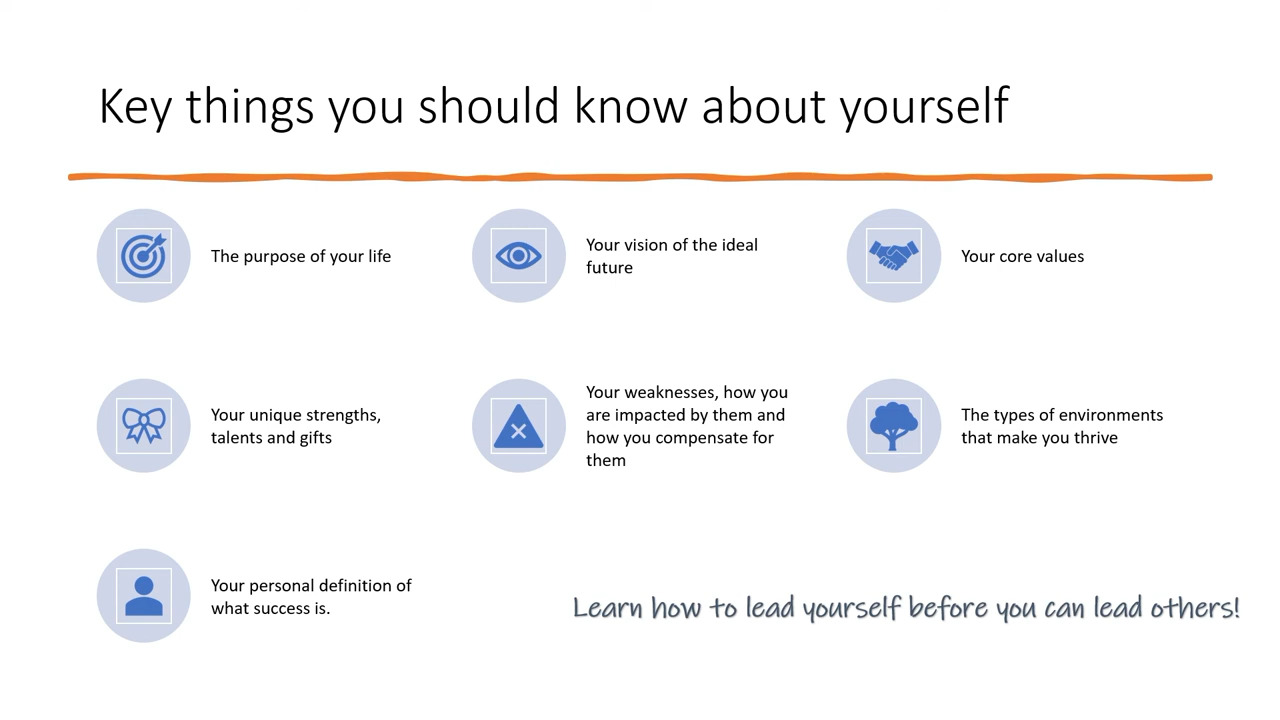 Key things you should know about yourself
The purpose of your life
Your vision of the ideal
future
Your core values
Your unique strengths,
talents and gifts
Your weaknesses, how you
are impacted by them and
how you compensate for
them
The types of environments
that make you thrive
Your personal definition of
what success is.
Learn how to lead yourself before you can lead others!